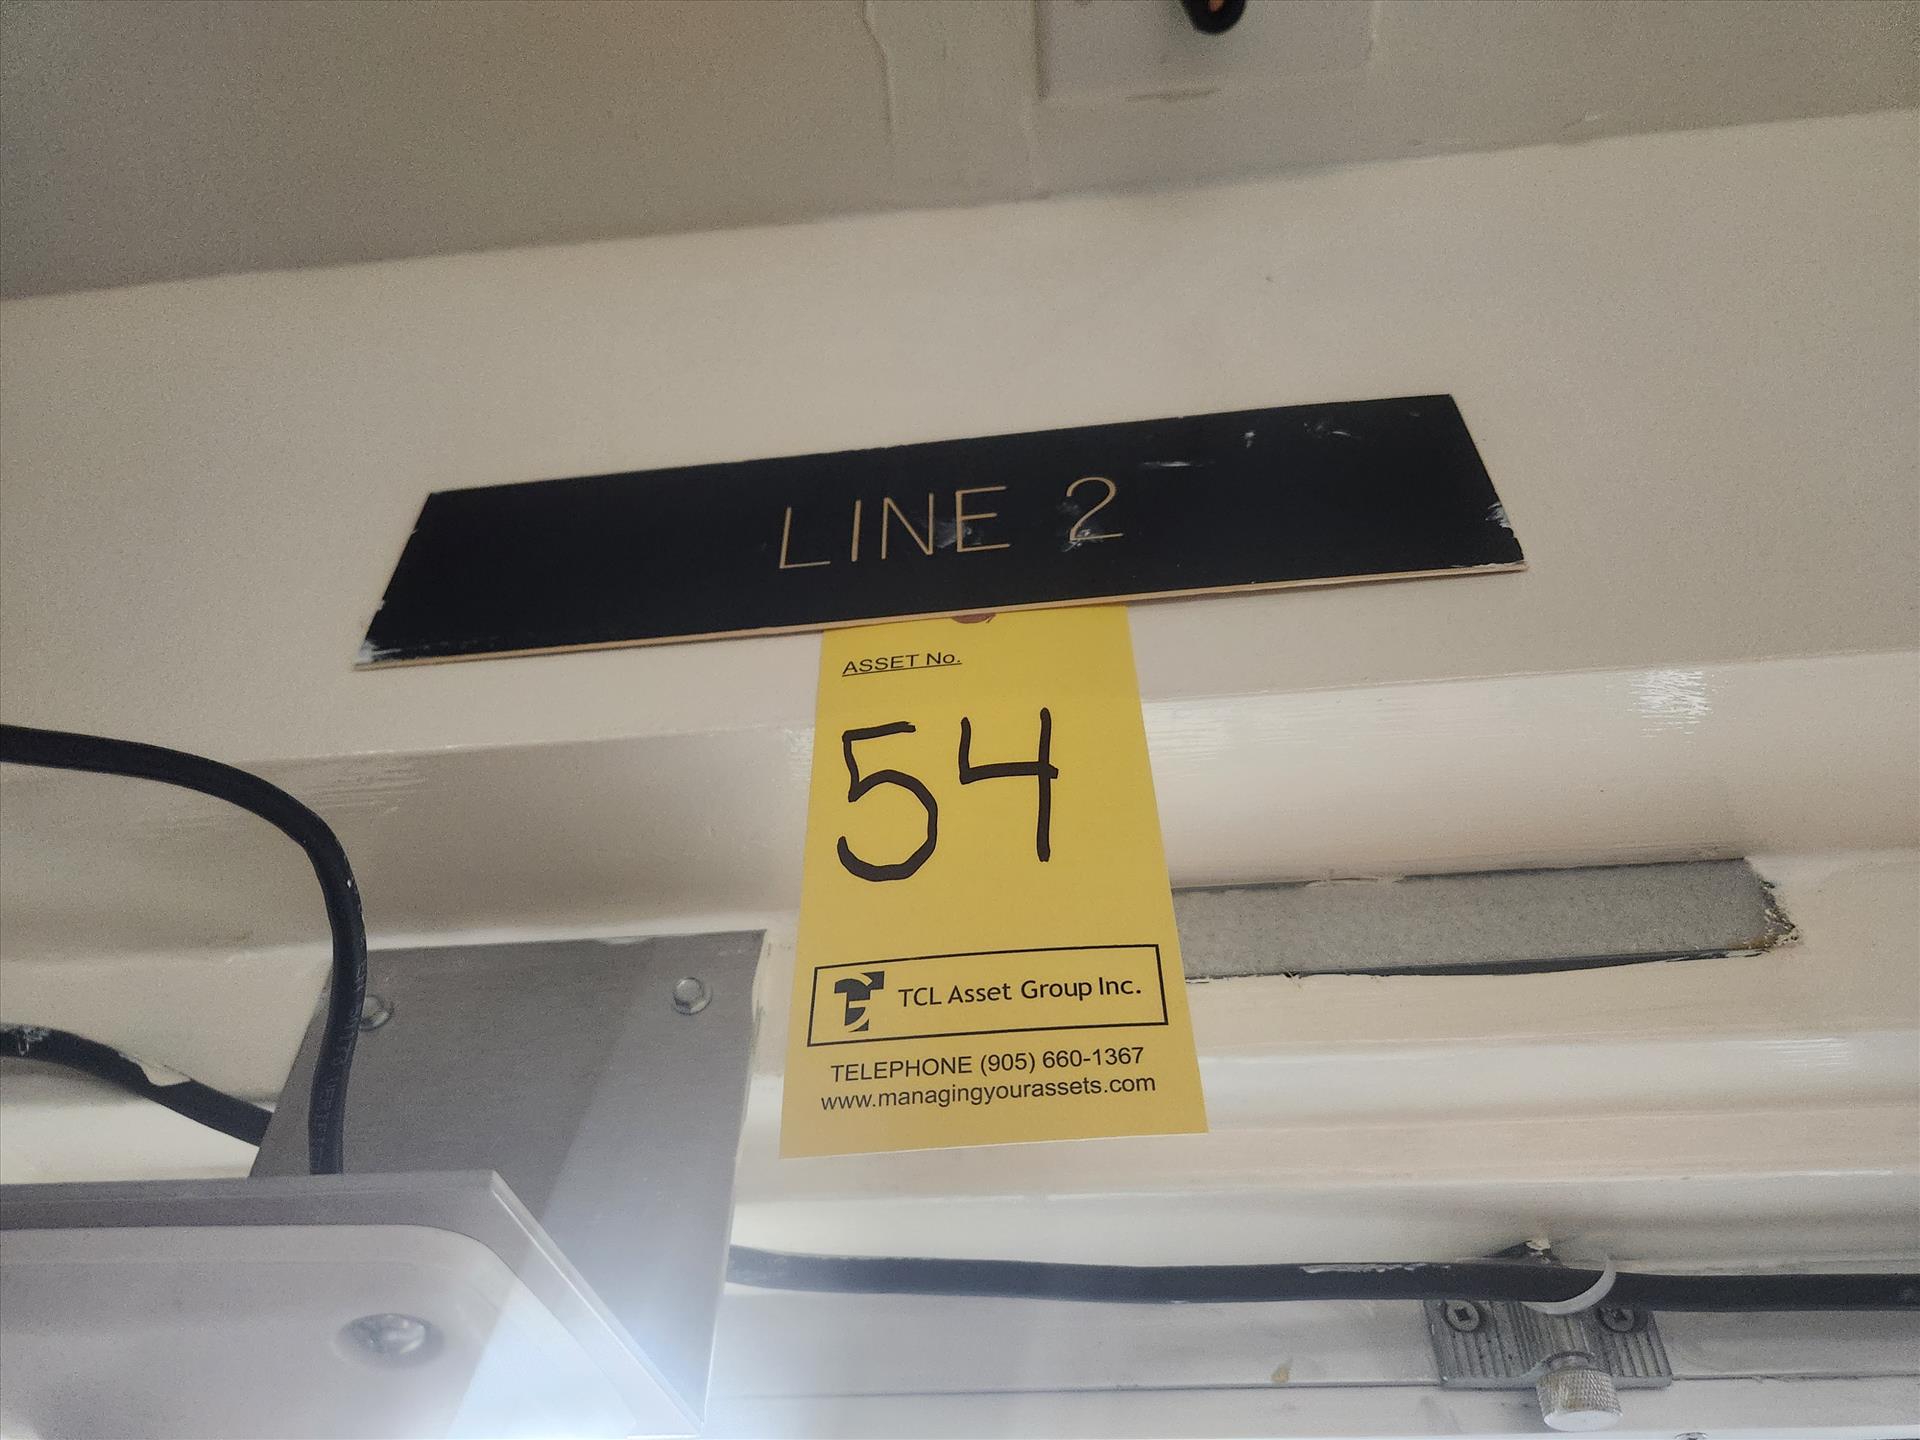 LINE 2
ASSET No.
54
TCL Asset Group Inc.
TELEPHONE (905) 660-1367
www.managingyourassets.com